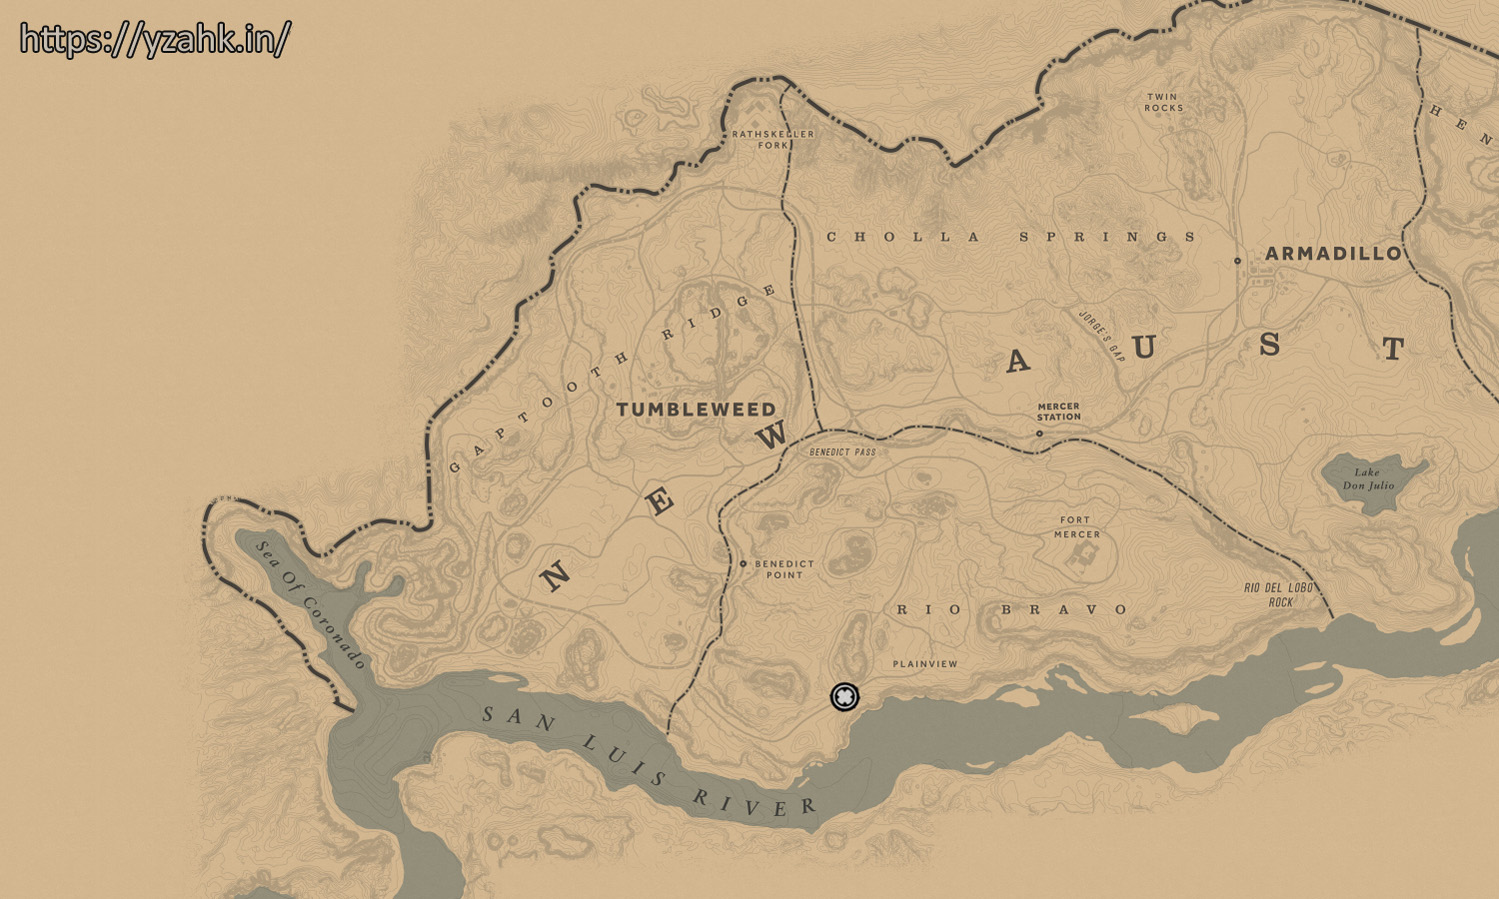 https://yzahk.in/
TWIN
ROCKS
HEN
RATHSKELLER
FORK
CHOLLA SPRINGS
ARMADILLO
GAPTOOTH RIDGE
JORGE'S GAP
NEW AUST
TUMBLEWEED
MERCER
STATION
BENEDICT PASS
Lake
Don Julio
FORT
MERCER
Sea Of Coronado
BENEDICT
POINT
RIO DEL LOBO
ROCK
RIO BRAVO
PLAINVIEW
SAN LUIS RIVER